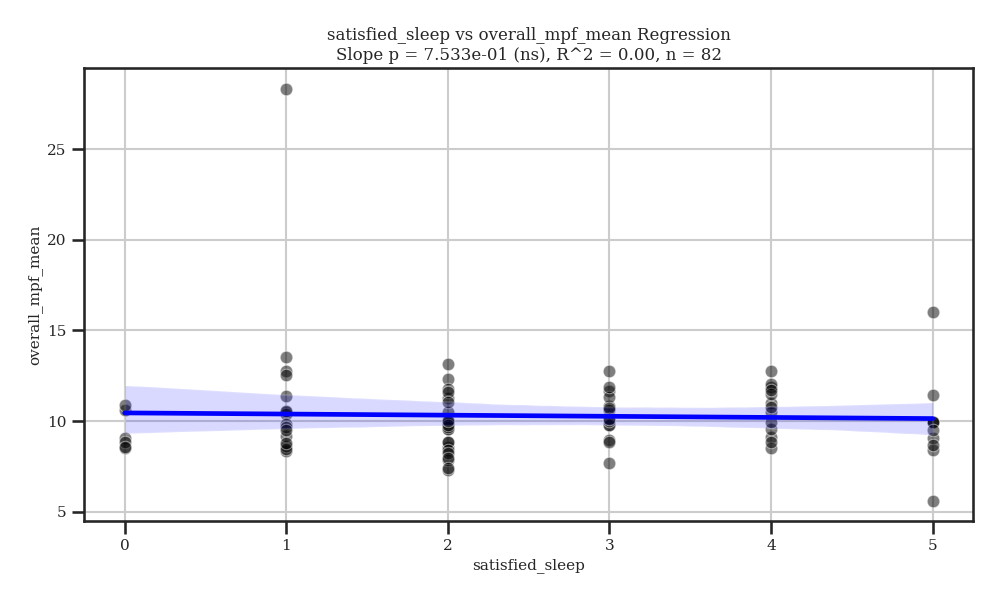 satisfied_sleep vs overall_mpf_mean Regression
Slope p = 7.533e-01 (ns), R^2 = 0.00, n = 82
overall_mpf_mean
25
20
15
10
5
0 1 2 3 4 5
satisfied_sleep